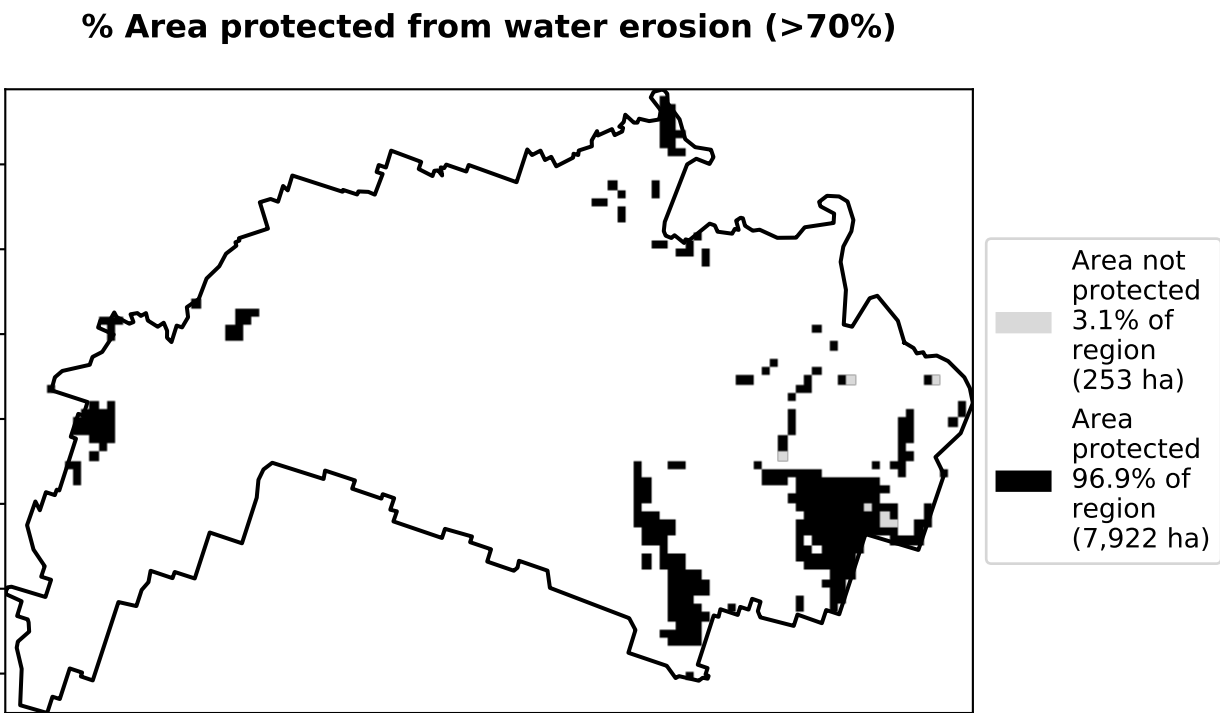 % Area protected from water erosion (>70%)
Area not
protected
3.1% of
region
(253 ha)
Area
protected
96.9% of
region
(7,922 ha)